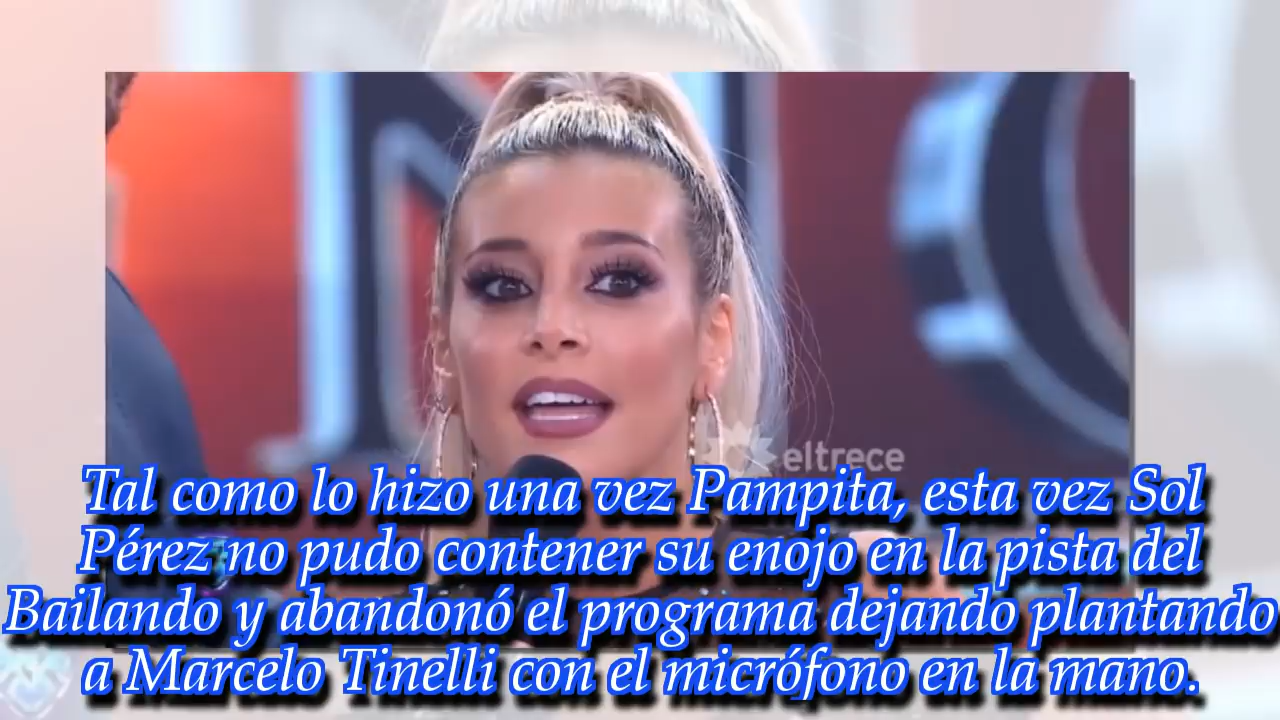 eltrece
Tal como lo hizo una vez Pampita, esta vez Sol
Pérez no pudo contener su enojo en la pista del
Bailando y abandonó el programa dejando plantando
a Marcelo Tinelli con el micrófono en la mano.